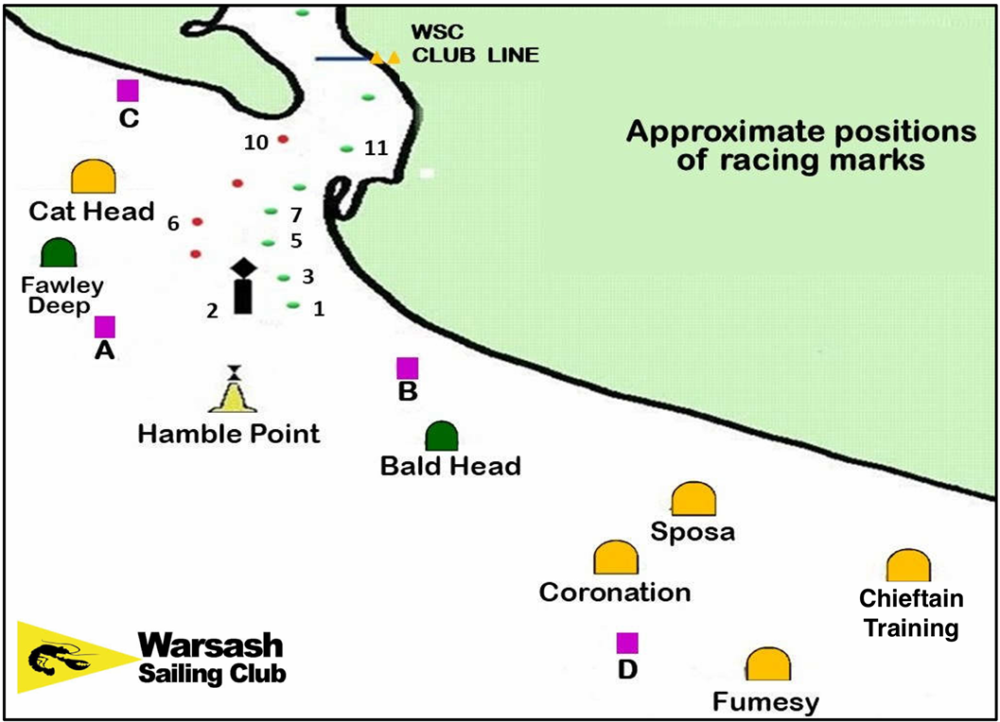 WSC
CLUB LINE
Approximate positions
of racing marks
C
10
11
Cat Head
6
7
5
Fawley
Deep
3
2
1
A
B
Hamble Point
Bald Head
Sposa
Coronation
Chieftain
Training
D
Fumesy
Warsash
Sailing Club